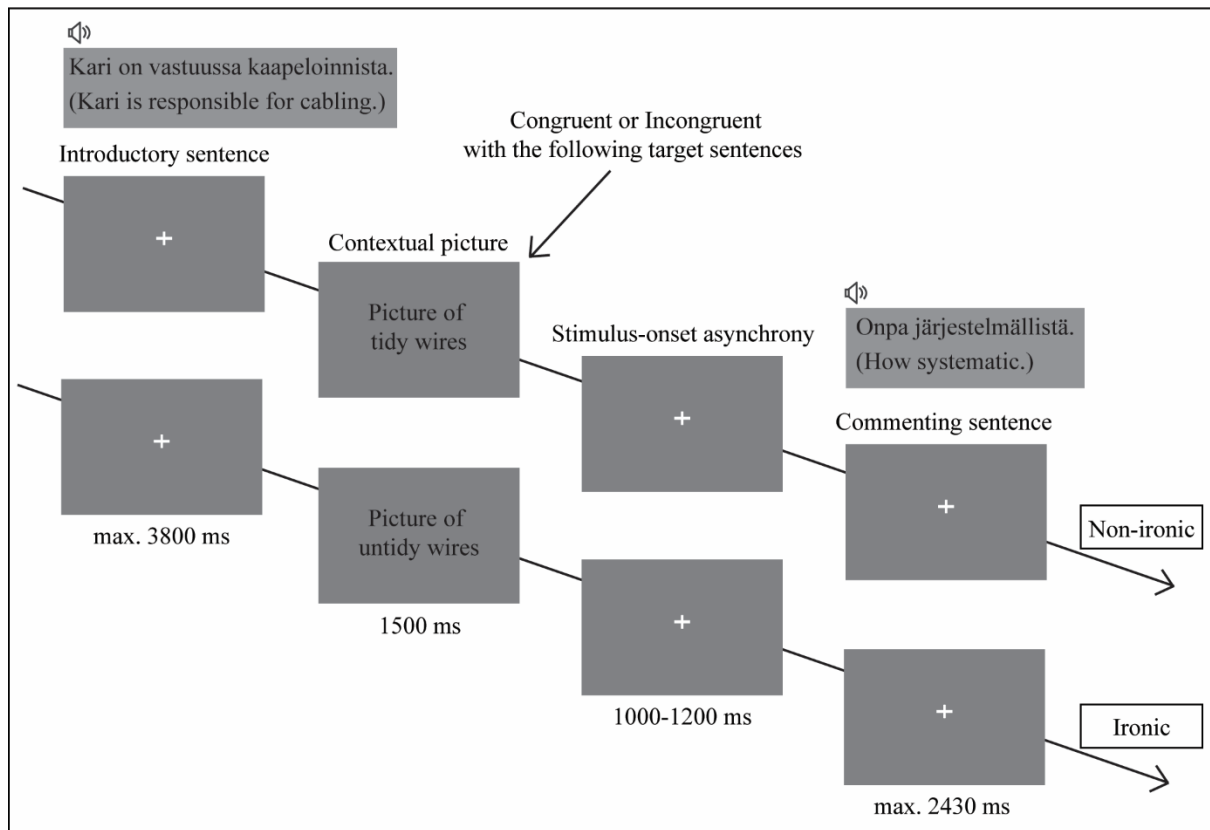 Kari on vastuussa kaapeloinnista.
(Kari is responsible for cabling.)
Introductory sentence
Congruent or Incongruent
with the following target sentences
Contextual picture
Picture of
tidy wires
Stimulus-onset asynchrony
Onpa järjestelmällistä.
(How systematic.)
Commenting sentence
Non-ironic
max. 3800 ms
Picture of
untidy wires
1500 ms
1000-1200 ms
Ironic
max. 2430 ms